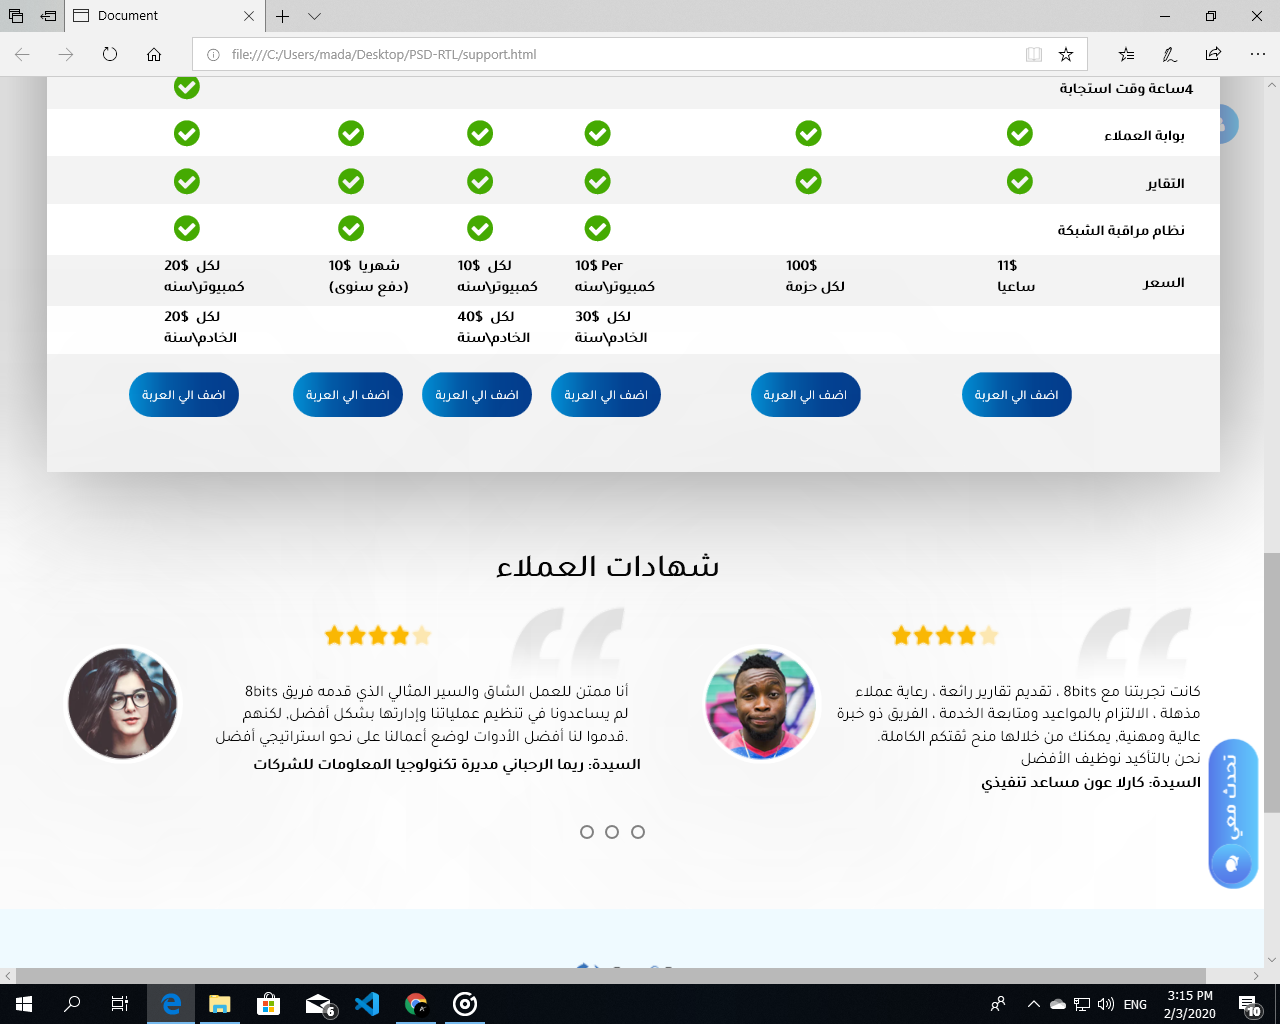 Document
file:///C:/Users/mada/Desktop/PSD-RTL/support.html
4ساعة وقت استجابة
بوابة العملاء
التقاير
نظام مراقبة الشبكة
السعر
11$
ساعيا
100$
لكل حزمة
10$ Per
كمبيوتر\سنه
لكل 10$
كمبيوتر\سنه
شهريا 10$
(دفع سنوى)
لكل 20$
كمبيوتر\سنه
لكل 30$
الخادم\سنة
لكل 40$
الخادم\سنة
لكل 20$
الخادم\سنة
اضف الي العربة
اضف الي العربة
اضف الي العربة
اضف الي العربة
اضف الي العربة
اضف الي العربة
شهادات العملاء
كانت تجربتنا مع 8bits ، تقديم تقارير رائعة ، رعاية عملاء
مذهلة ، الالتزام بالمواعيد ومتابعة الخدمة ، الفريق ذو خبرة
عالية ومهنية, يمكنك من خلالها منح ثقتكم الكاملة.
نحن بالتأكيد نوظيف الأفضل
السيدة: كارلا عون مساعد تنفيذي
أنا ممتن للعمل الشاق والسير المثالي الذي قدمه فريق 8bits
لم يساعدونا في تنظيم عملياتنا وإدارتها بشكل أفضل, لكنهم
.قدموا لنا أفضل الأدوات لوضع أعمالنا على نحو استراتيجي أفضل
السيدة: ريما الرحباني مديرة تكنولوجيا المعلومات للشركات
تحدث معي
6
ENG
3:15 PM
2/3/2020
10